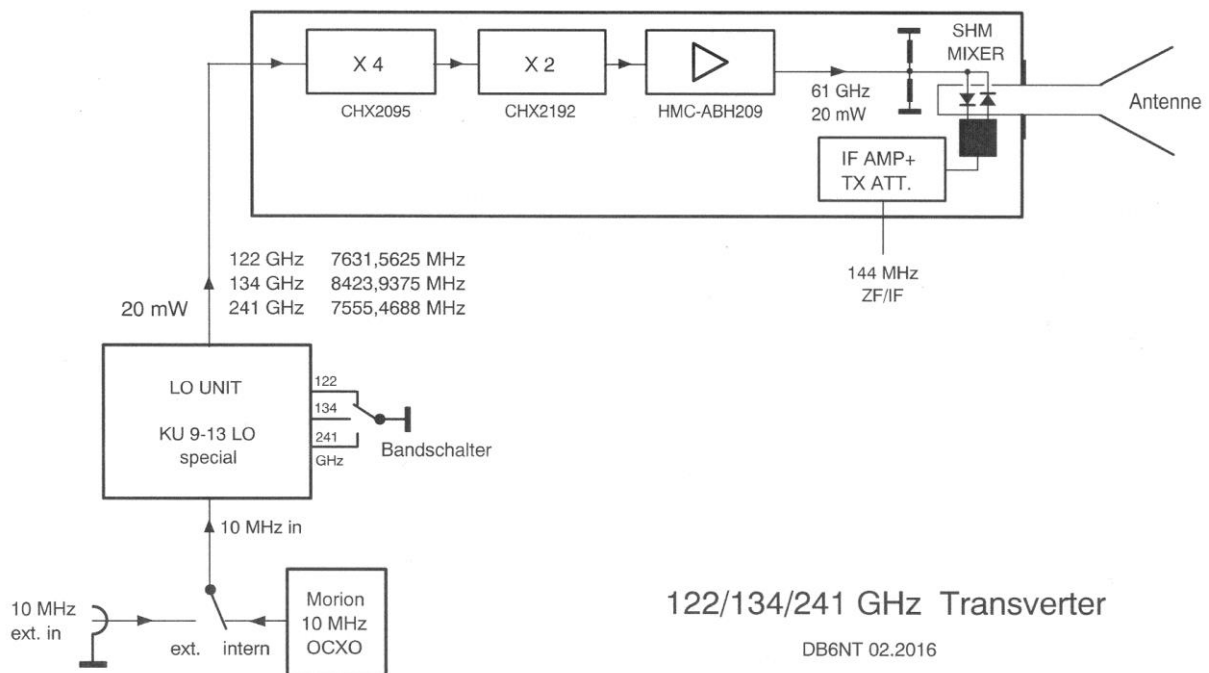 X 4
X 2
CHX2095
CHX2192
HMC-ABH209
61 GHz
20 mW
SHM
MIXER
Antenne
IF AMP+
TX ATT.
144 MHz
ZF/IF
122 GHz 7631,5625 MHz
134 GHz 8423,9375 MHz
241 GHz 7555,4688 MHz
20 mW
LO UNIT
KU 9-13 LO
special
122
134
241
GHz
Bandschalter
10 MHz in
10 MHz
ext. in
ext.
intern
Morion
10 MHz
OCXO
122/134/241 GHz Transverter
DB6NT 02.2016